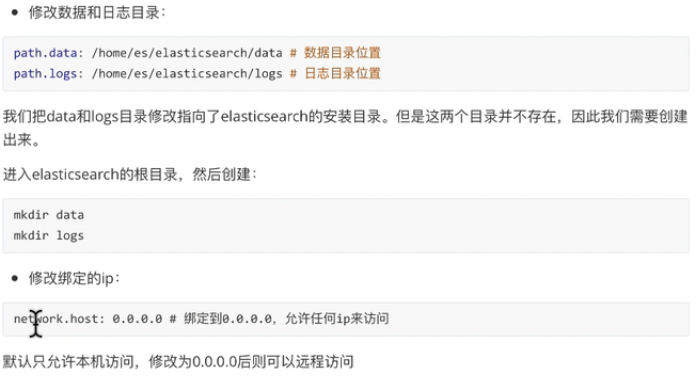 修改数据和日志目录：
path.data: /home/es/elasticsearch/data # 数据目录位置
path.logs: /home/es/elasticsearch/logs # 日志目录位置
我们把data和logs目录修改指向了elasticsearch的安装目录。但是这两个目录并不存在，因此我们需要创建
出来。
进入elasticsearch的根目录，然后创建：
mkdir data
mkdir logs
修改绑定的ip：
network.host: 0.0.0.0 # 绑定到0.0.0.0，允许任何ip来访问
默认只允许本机访问，修改为0.0.0.0后则可以远程访问